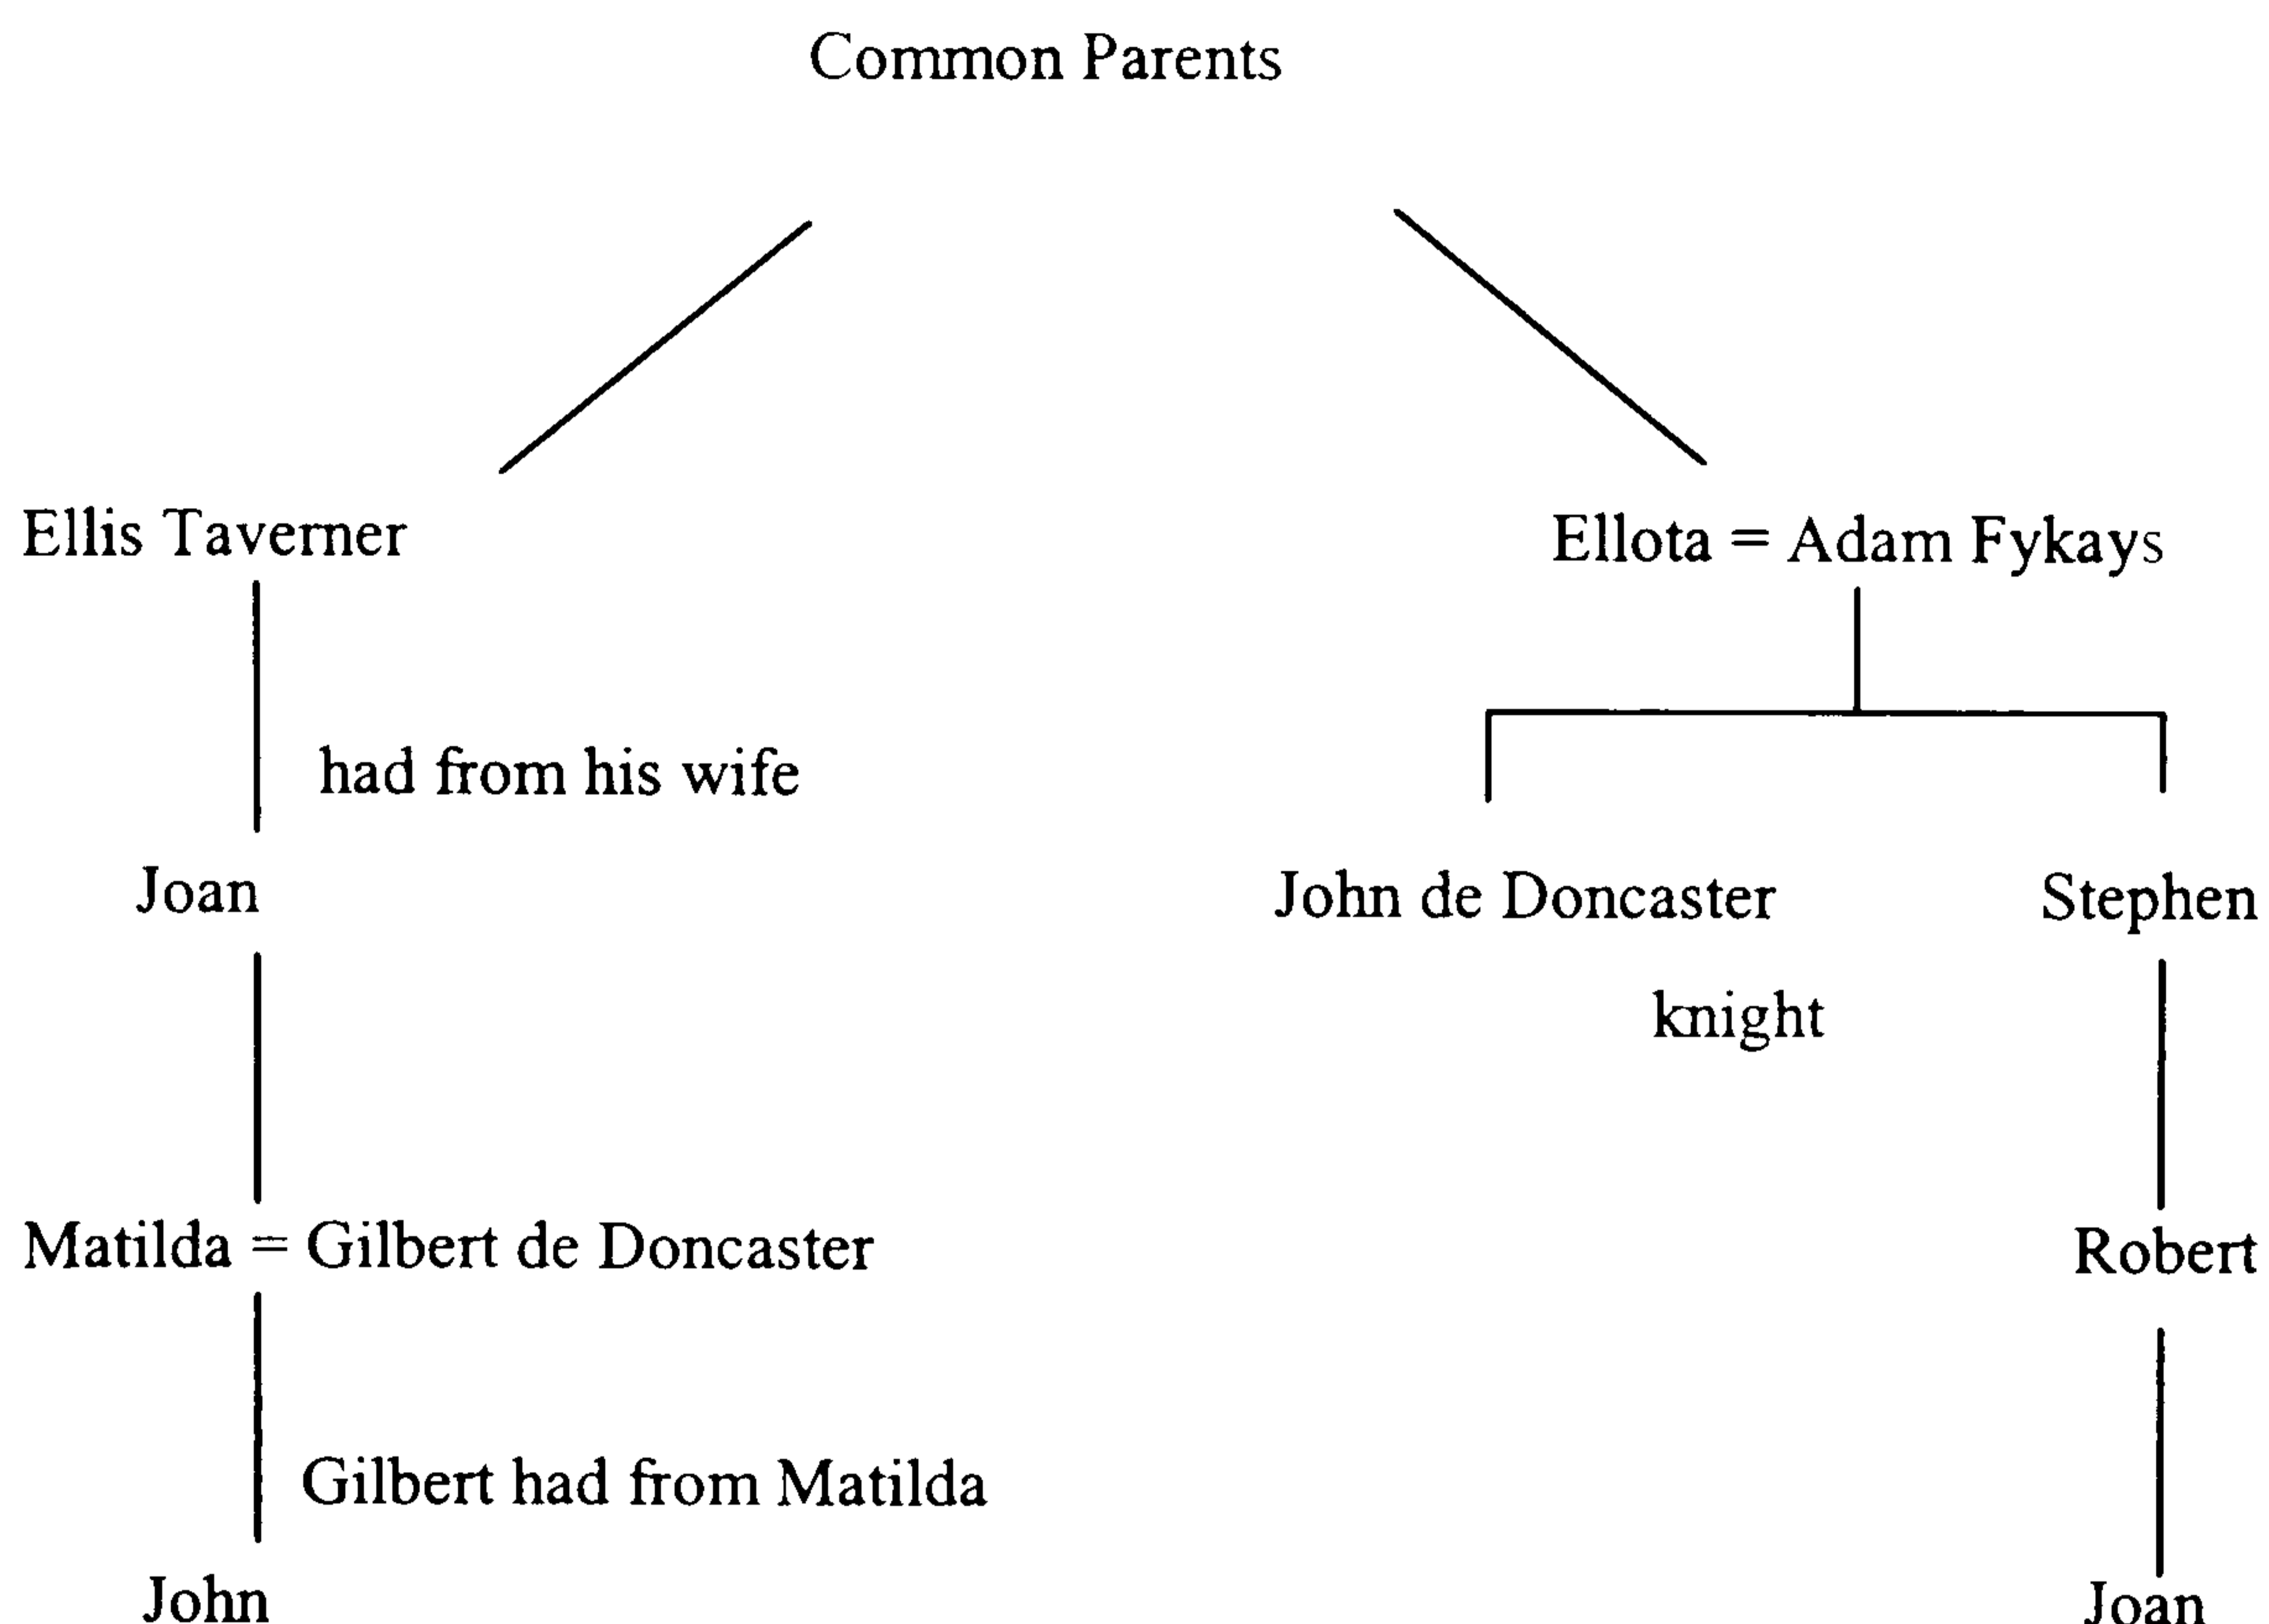 Common Parents
Ellis Taverner
Ellota = Adam Fykays
had from his wife
Joan
John de Doncaster
Stephen
knight
Matilda = Gilbert de Doncaster
Robert
Gilbert had from Matilda
John
Joan